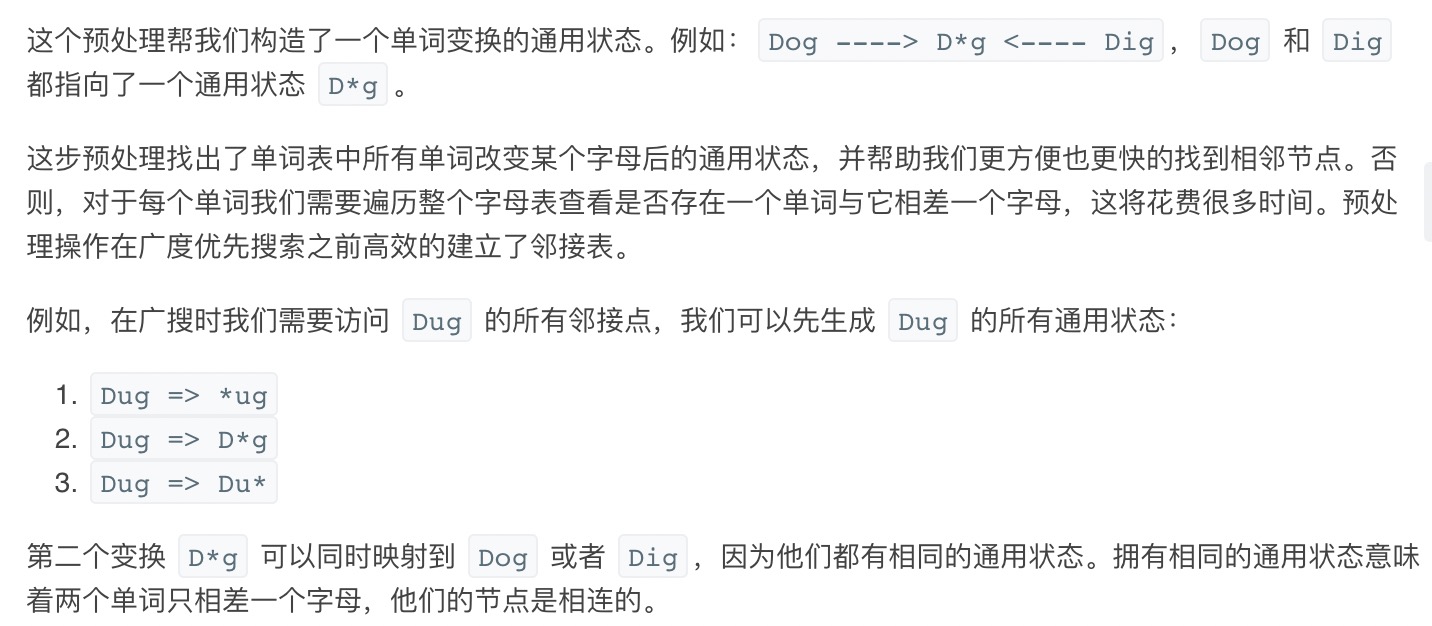 这个预处理帮我们构造了一个单词变换的通用状态。例如： Dog ----> D*g <---- Dig ， Dog 和 Dig
都指向了一个通用状态 D*g 。
这步预处理找出了单词表中所有单词改变某个字母后的通用状态，并帮助我们更方便也更快的找到相邻节点。否
则，对于每个单词我们需要遍历整个字母表查看是否存在一个单词与它相差一个字母，这将花费很多时间。预处
理操作在广度优先搜索之前高效的建立了邻接表。
例如，在广搜时我们需要访问 Dug 的所有邻接点，我们可以先生成 Dug 的所有通用状态：
1. Dug => *ug
2. Dug => D*g
3. Dug => Du*
第二个变换 D*g 可以同时映射到 Dog 或者 Dig ，因为他们都有相同的通用状态。拥有相同的通用状态意味
着两个单词只相差一个字母，他们的节点是相连的。